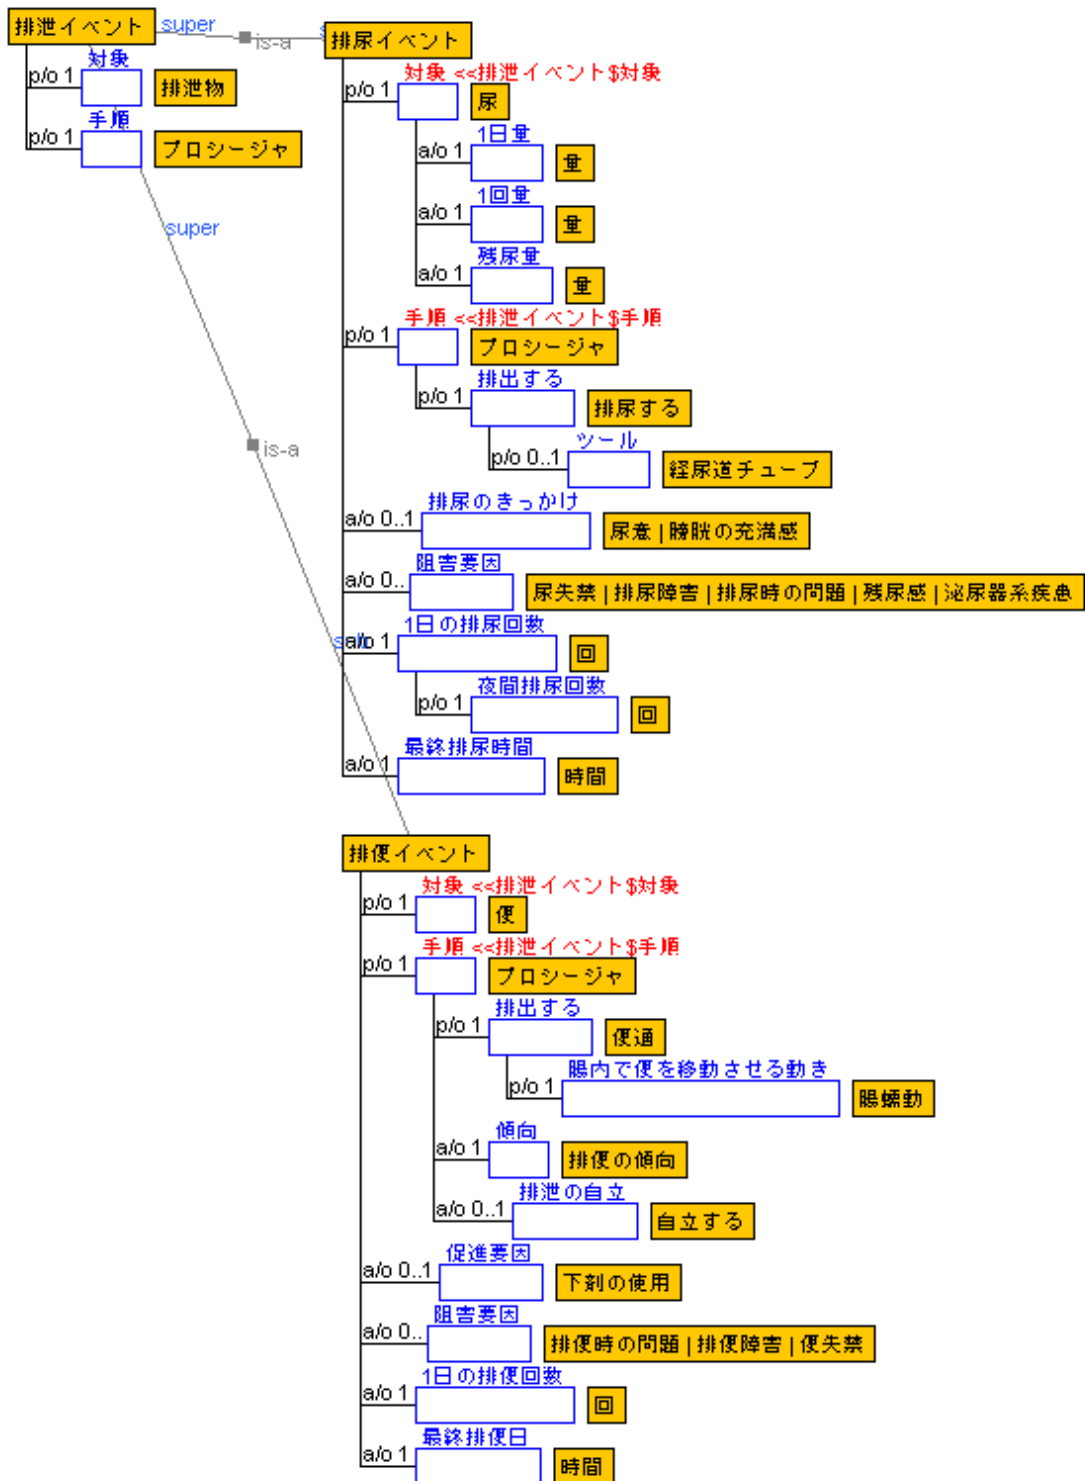 排泄イベント
super
is-a
排尿イベント
対象
p/o 1
排泄物
手順
p/o 1
プロシージャ
super
is-a
対象 <<排泄イベント$対象
p/o 1
尿
1日量
a/o 1
量
1回量
a/o 1
量
残尿量
a/o 1
量
手順 <<排泄イベント$手順
p/o 1
プロシージャ
排出する
p/o 1
排尿する
ツール
p/o 0..1
経尿道チューブ
排尿のきっかけ
a/o 0..1
尿意|膀胱の充満感
阻害要因
a/o 0..
尿失禁|排尿障害|排尿時の問題|残尿感|泌尿器系疾患
1日の排尿回数
a/o 1
回
夜間排尿回数
p/o 1
回
最終排尿時間
a/o 1
時間
排便イベント
対象 <<排泄イベント$対象
p/o 1
便
手順 <<排泄イベント$手順
p/o 1
プロシージャ
排出する
p/o 1
便通
腸内で便を移動させる動き
p/o 1
腸蠕動
傾向
a/o 1
排便の傾向
排泄の自立
a/o 0..1
自立する
促進要因
a/o 0..1
下剤の使用
阻害要因
a/o 0..
排便時の問題|排便障害|便失禁
1日の排便回数
a/o 1
回
最終排便日
a/o 1
時間